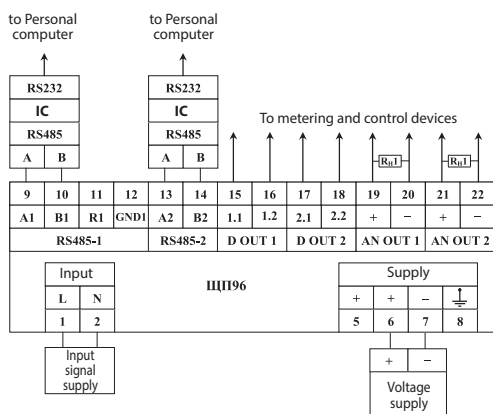 to Personal
computer
to Personal
computer
RS232
IC
RS485
A B
RS232
IC
RS485
A B
To metering and control devices
RH1 RH1
9 10 11 12 13 14 15 16 17 18 19 20 21 22
A1 B1 R1 GND1 A2 B2 1.1 1.2 2.1 2.2 + − + −
RS485-1 RS485-2 D OUT 1 D OUT 2 AN OUT 1 AN OUT 2
Input
L N
1 2
Input
signal
supply
ЩП96
Supply
+ + −
5 6 7 8
+ −
Voltage
supply